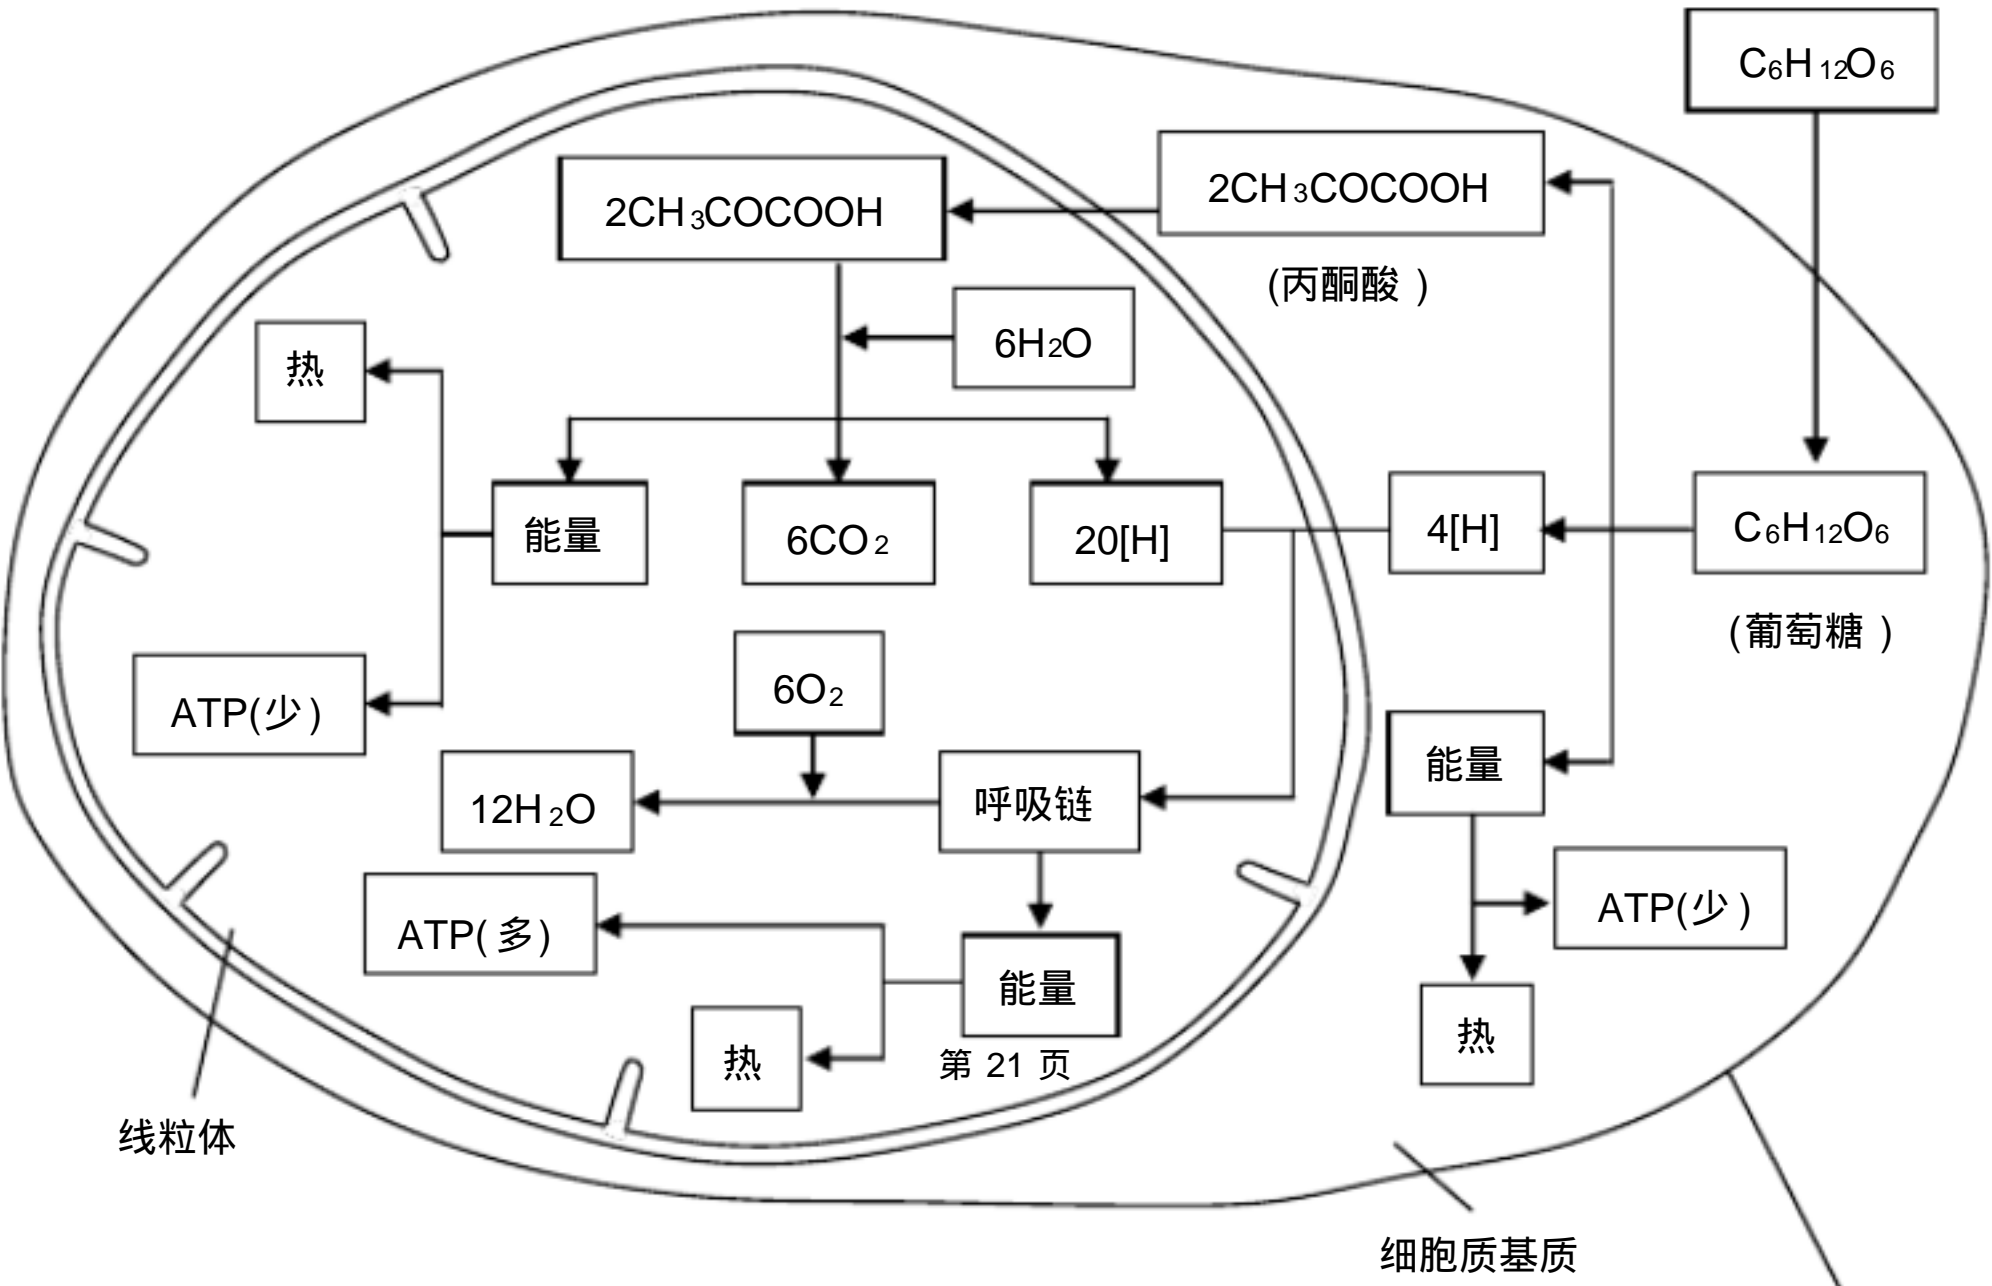 C6H12O6
2CH3COCOOH
2CH3COCOOH
(丙酮酸)
6H2O
热
能量
6CO2
20[H]
4[H]
C6H12O6
(葡萄糖)
ATP(少)
6O2
能量
12H2O
呼吸链
ATP(多)
ATP(少)
能量
热
热
第 21 页
线粒体
细胞质基质